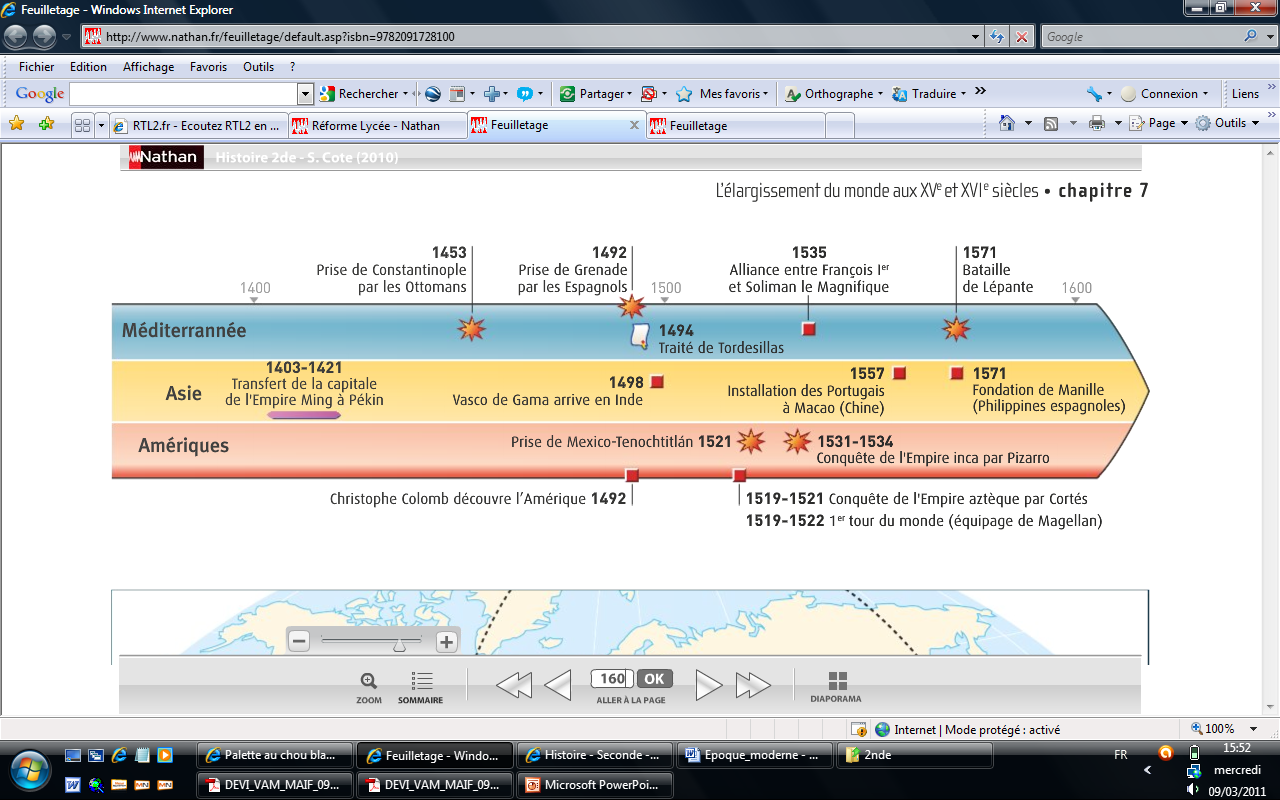 Feuilletage - Windows Internet Explorer
http://www.nathan.fr/feuilletage/default.asp?isbn=9782091728100
Google
Fichier Edition Affichage Favoris Outils ?
Google Rechercher Partager Mes favoris Orthographe Traduire Connexion Liens
RTL2.fr - Ecoutez RTL2 en ... Réforme Lycée - Nathan Feuilletage Feuilletage Page Outils
Nathan Histoire 2de - S. Cote (2010)
L'élargissement du monde aux XVe et XVIe siècles • chapitre 7
1453
Prise de Constantinople
par les Ottomans
1492
Prise de Grenade
par les Espagnols
1535
Alliance entre François Ier
et Soliman le Magnifique
1571
Bataille
de Lépante
1400 1500 1600
Méditerrannée
1494
Traité de Tordesillas
Asie
1403-1421
Transfert de la capitale
de l'Empire Ming à Pékin
1498
Vasco de Gama arrive en Inde
1557
Installation des Portugais
à Macao (Chine)
1571
Fondation de Manille
(Philippines espagnoles)
Amériques
Prise de Mexico-Tenochtitlán 1521
1531-1534
Conquête de l'Empire inca par Pizarro
Christophe Colomb découvre l'Amérique 1492
1519-1521 Conquête de l'Empire aztèque par Cortés
1519-1522 1er tour du monde (équipage de Magellan)
160 OK
ZOOM SOMMAIRE ALLER À LA PAGE DIAPORAMA
Internet | Mode protégé : activé 100%
Palette au chou bla... Feuilletage - Windo... Histoire - Seconde -... Epoque_moderne - ... 2nde FR 15:52
mercredi
DEVI_VAM_MAIF_09... DEVI_VAM_MAIF_09... Microsoft PowerPoi... 09/03/2011